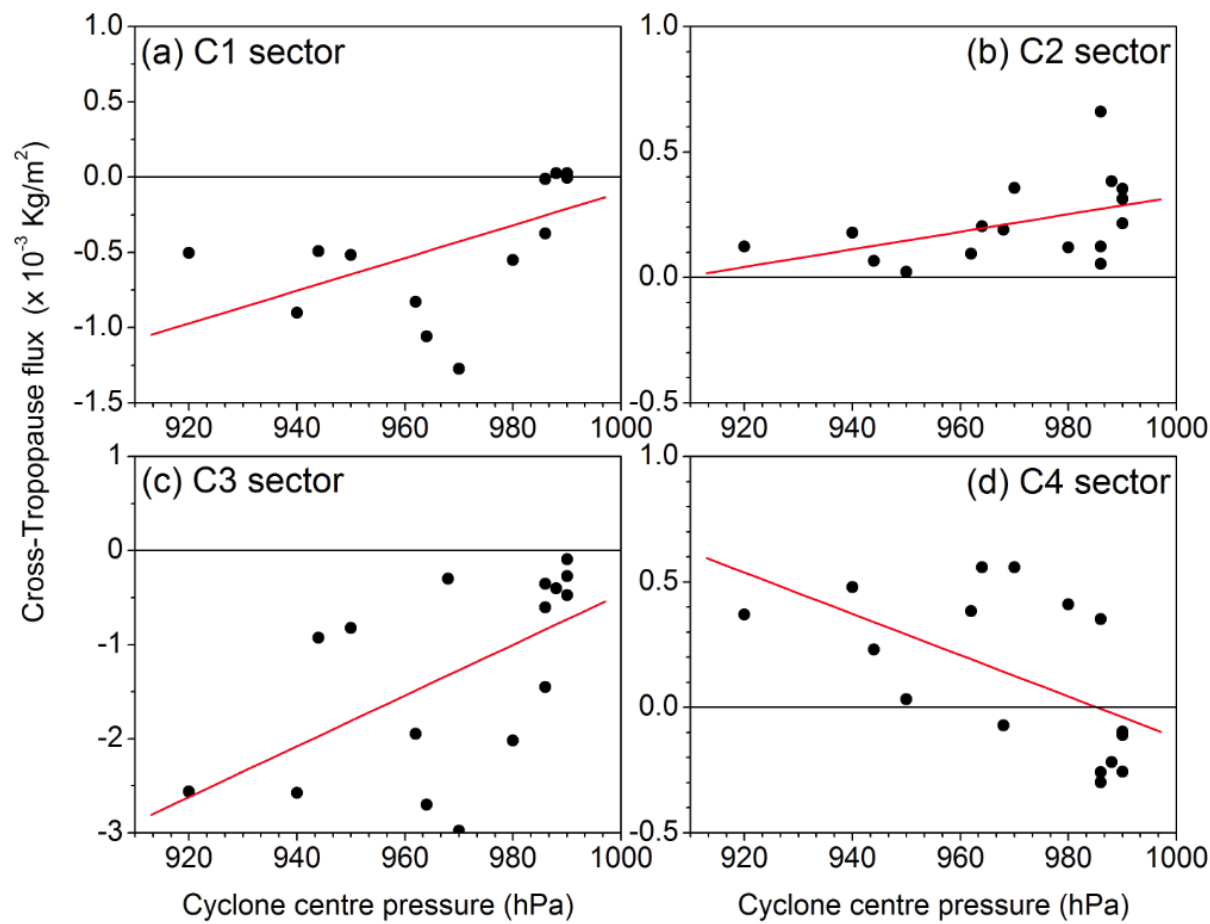 Cross-Tropopause flux (x 10⁻³ Kg/m²)
(a) C1 sector
1.0
0.5
0.0
-0.5
-1.0
-1.5
920 940 960 980 1000
(b) C2 sector
1.0
0.5
0.0
-0.5
920 940 960 980 1000
(c) C3 sector
1
0
-1
-2
-3
920 940 960 980 1000
Cyclone centre pressure (hPa)
(d) C4 sector
1.0
0.5
0.0
-0.5
920 940 960 980 1000
Cyclone centre pressure (hPa)